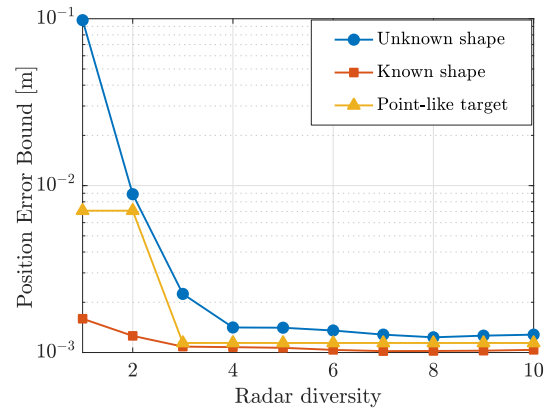 10^{-1}
10^{-2}
10^{-3}
Position Error Bound [m]
Unknown shape
Known shape
Point-like target
2 4 6 8 10
Radar diversity